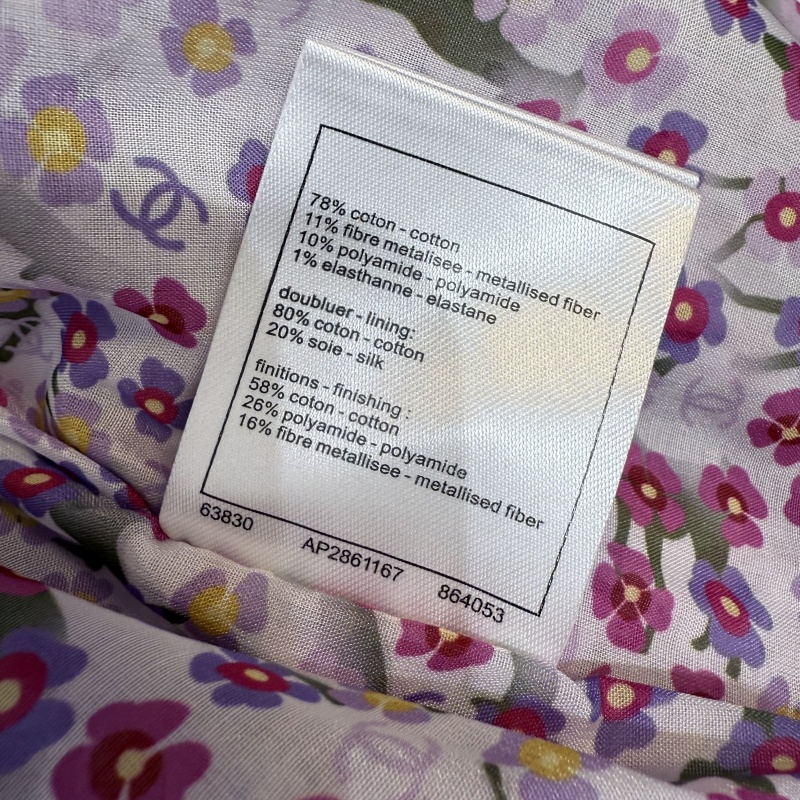 78% coton - cotton
11% fibre metalisee - metallised fiber
10% polyamide - polyamide
1% elasthanne - elastane
doubluer - lining:
80% coton - cotton
20% soie - silk
finitions - finishing :
58% coton - cotton
26% polyamide - polyamide
16% fibre metallisee - metallised fiber
63830 AP2861167 864053